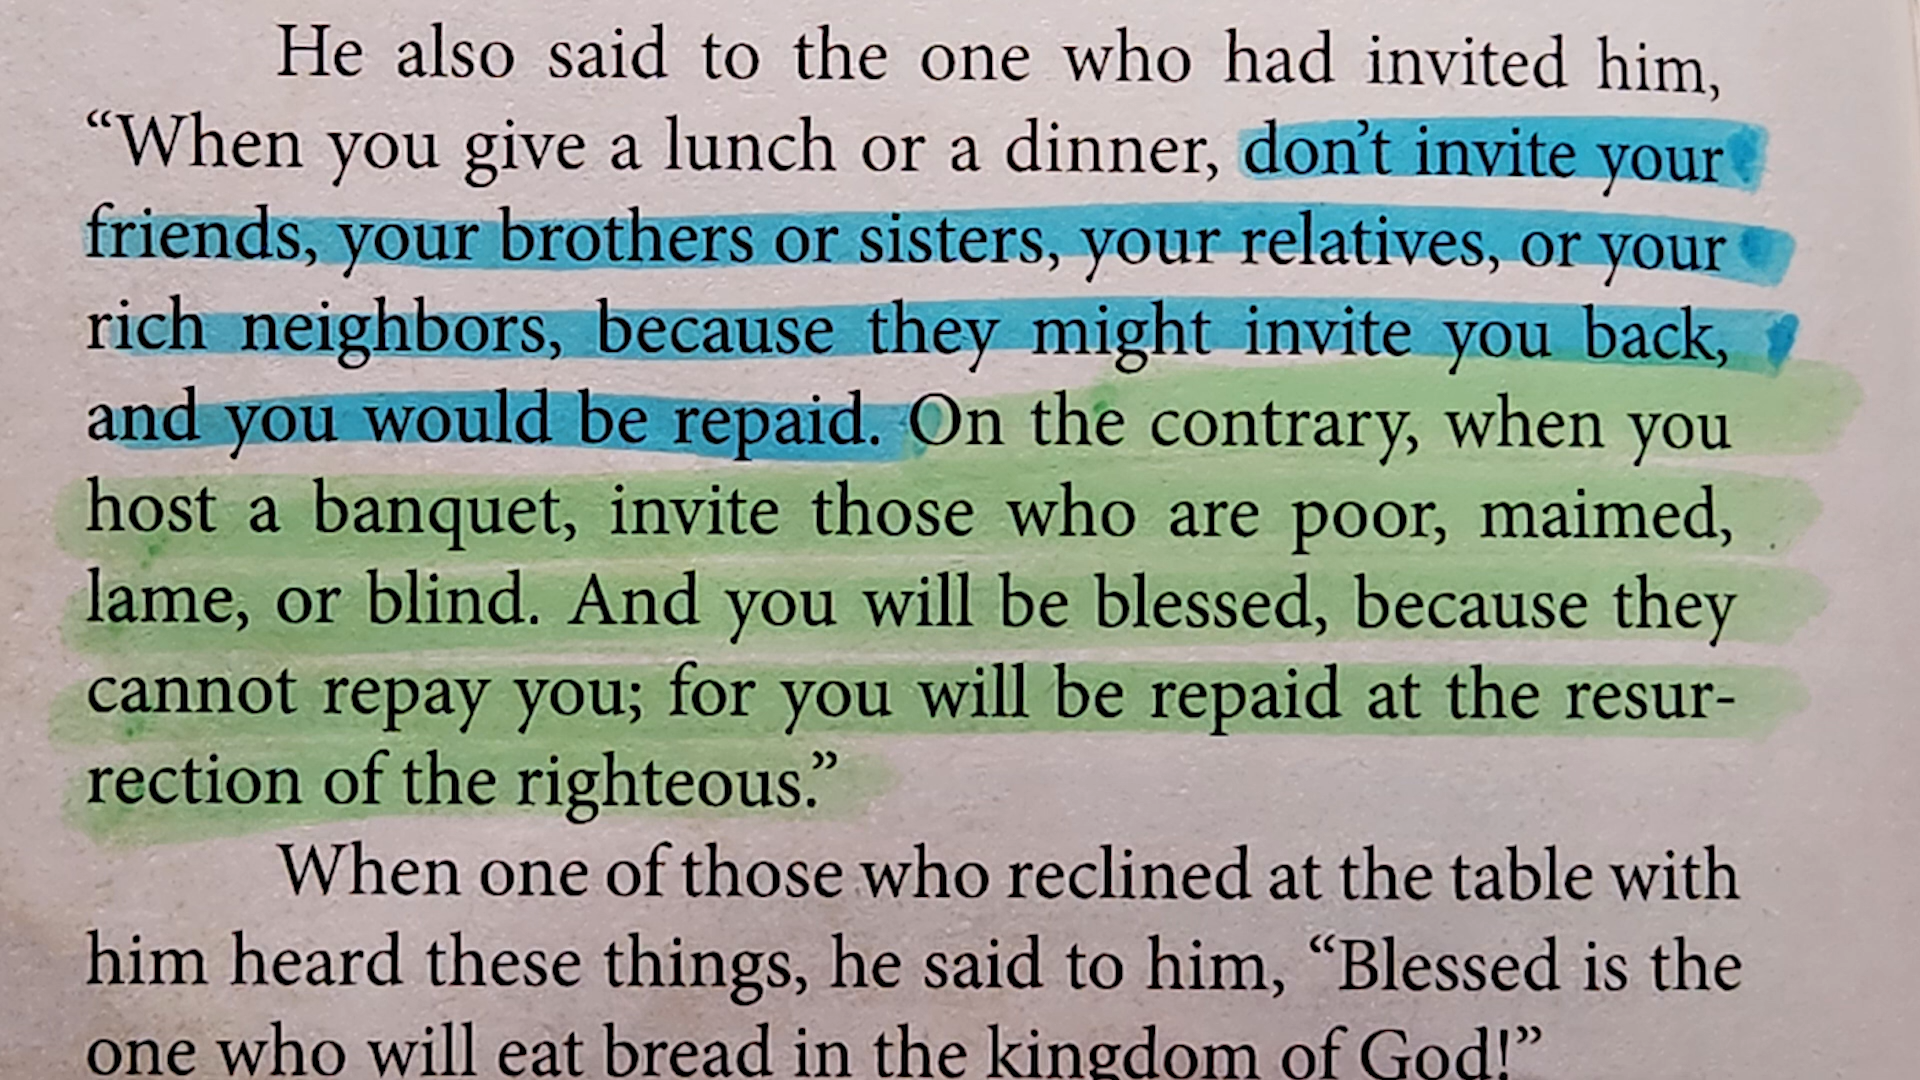 He also said to the one who had invited him,
“When you give a lunch or a dinner, don’t invite your
friends, your brothers or sisters, your relatives, or your
rich neighbors, because they might invite you back,
and you would be repaid. On the contrary, when you
host a banquet, invite those who are poor, maimed,
lame, or blind. And you will be blessed, because they
cannot repay you; for you will be repaid at the resur-
rection of the righteous.”
When one of those who reclined at the table with
him heard these things, he said to him, “Blessed is the
one who will eat bread in the kingdom of God!”